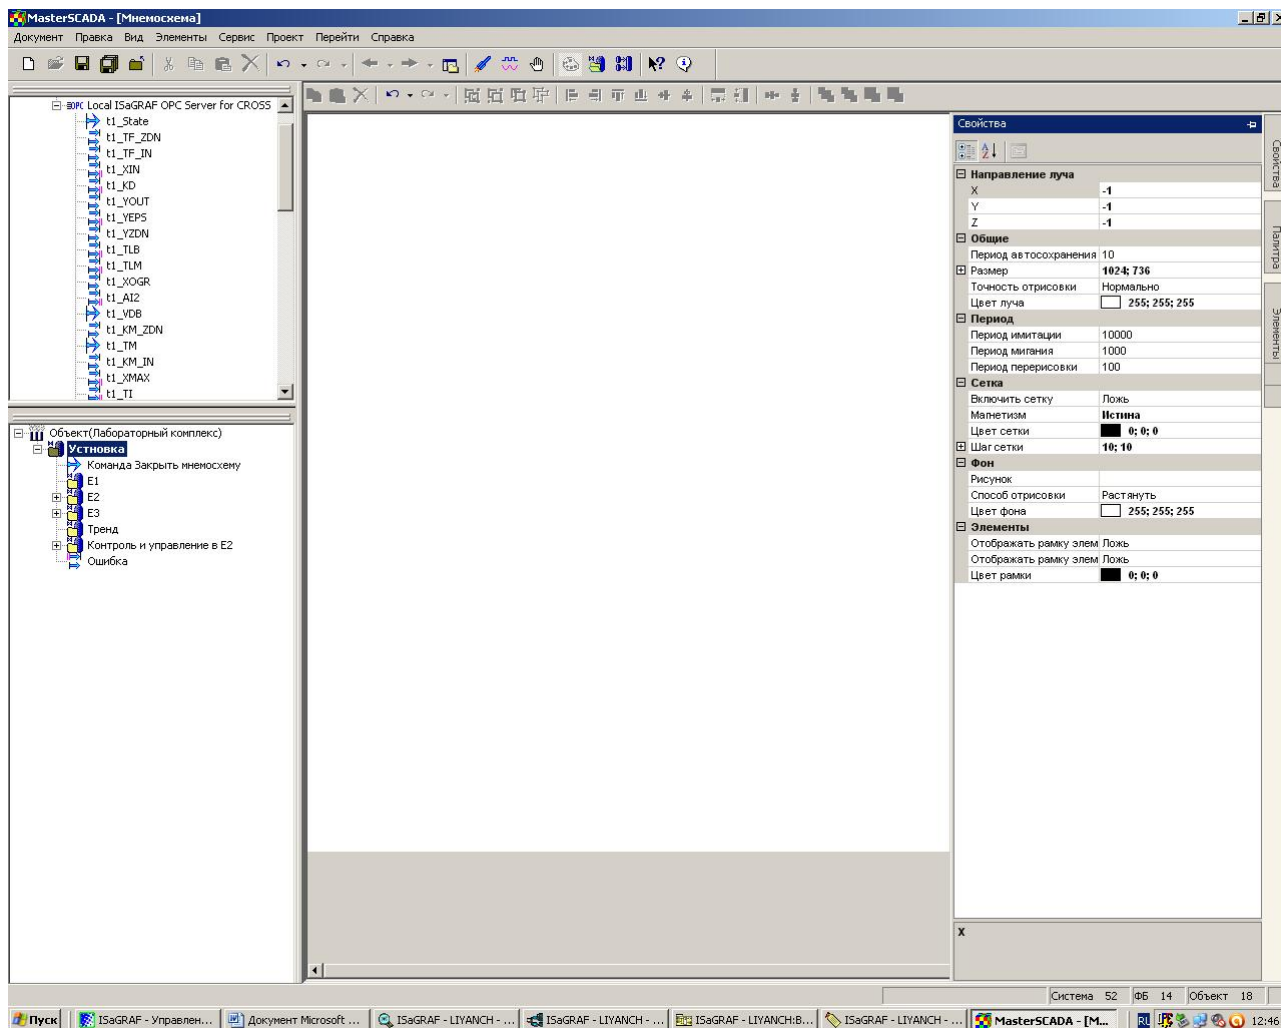 MasterSCADA - [Мнемосхема]
Документ Правка Вид Элементы Сервис Проект Перейти Справка
OPC Local ISaGRAF OPC Server for CROSS
t1_State
t1_TF_ZDN
t1_TF_IN
t1_XIN
t1_KD
t1_YOUT
t1_YEPS
t1_YZDN
t1_TLB
t1_TLM
t1_XOGR
t1_AI2
t1_VDB
t1_KM_ZDN
t1_TM
t1_KM_IN
t1_XMAX
t1_TI
Объект(Лабораторный комплекс)
Устновка
Команда Закрыть мнемосхему
E1
E2
E3
Тренд
Контроль и управление в E2
Ошибка
Свойства
Направление луча
X -1
Y -1
Z -1
Общие
Период автосохранения 10
Размер 1024; 736
Точность отрисовки Нормально
Цвет луча 255; 255; 255
Период
Период имитации 10000
Период мигания 1000
Период перерисовки 100
Сетка
Включить сетку Ложь
Магнетизм Истина
Цвет сетки 0; 0; 0
Шаг сетки 10; 10
Фон
Рисунок
Способ отрисовки Растянуть
Цвет фона 255; 255; 255
Элементы
Отображать рамку элем Ложь
Отображать рамку элем Ложь
Цвет рамки 0; 0; 0
X
Свойства
Палитра
Элементы
Система 52 ФБ 14 Объект 18
Пуск ISaGRAF - Управлен... Документ Microsoft ... ISaGRAF - LIYANCH - ... ISaGRAF - LIYANCH - ... ISaGRAF - LIYANCH:B... ISaGRAF - LIYANCH - ... MasterSCADA - [М... RL 12:46